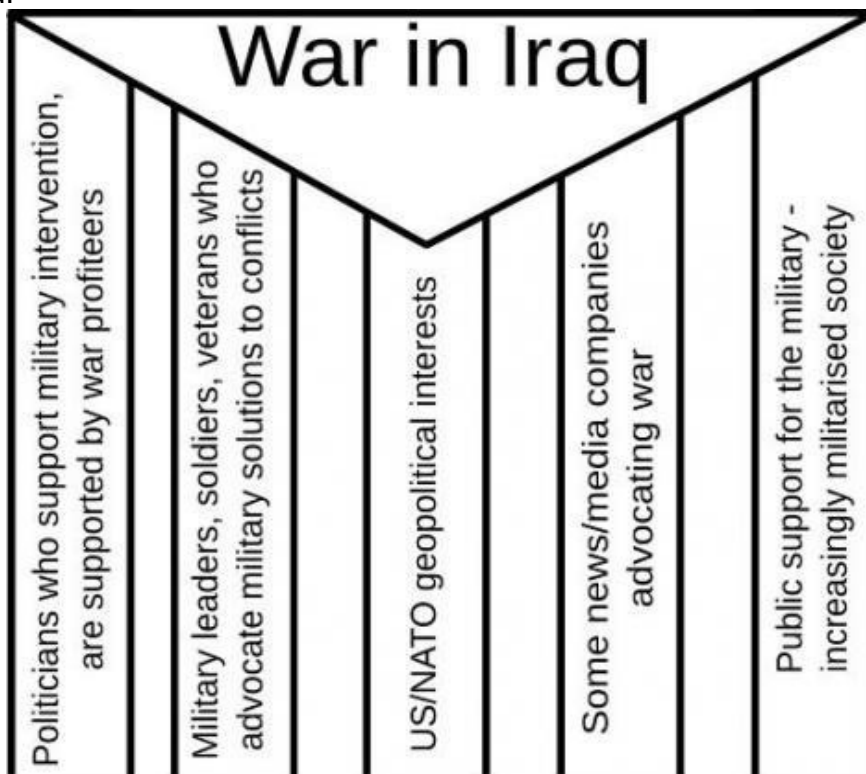 War in Iraq
Politicians who support military intervention,
are supported by war profiteers
Military leaders, soldiers, veterans who
advocate military solutions to conflicts
US/NATO geopolitical interests
Some news/media companies
advocating war
Public support for the military -
increasingly militarised society